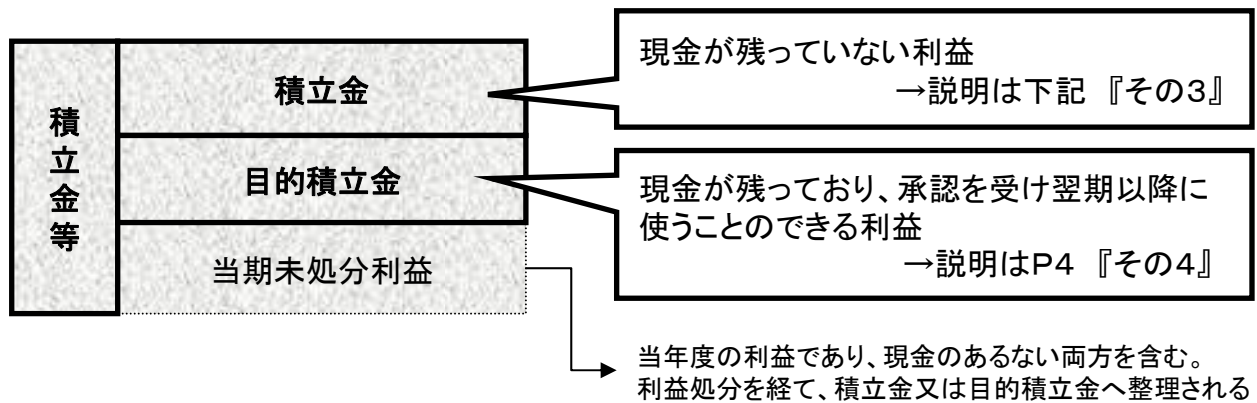 積立金等
積立金
現金が残っていない利益
→説明は下記 『その3』
目的積立金
現金が残っており、承認を受け翌期以降に
使うことのできる利益
→説明はP4 『その4』
当期未処分利益
当年度の利益であり、現金のあるない両方を含む。
利益処分を経て、積立金又は目的積立金へ整理される